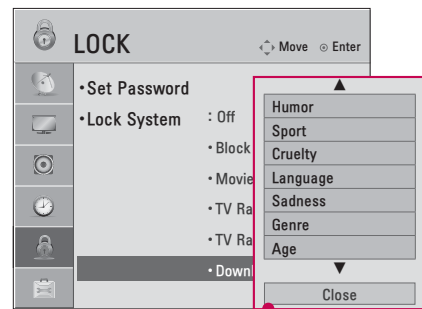 LOCK
Move Enter
• Set Password
• Lock System : Off
• Block
• Movie
• TV Ra
• TV Ra
• Downl
▲
Humor
Sport
Cruelty
Language
Sadness
Genre
Age
▼
Close